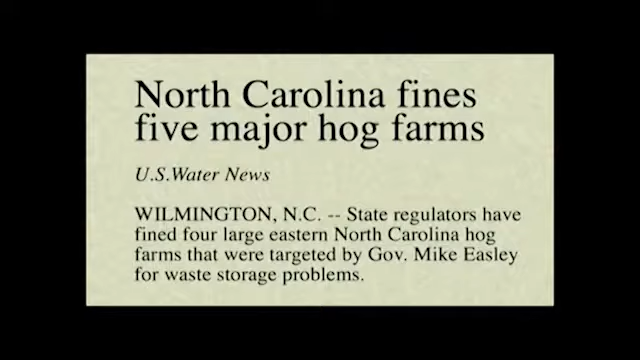 North Carolina fines
five major hog farms
U.S.Water News
WILMINGTON, N.C. -- State regulators have
fined four large eastern North Carolina hog
farms that were targeted by Gov. Mike Easley
for waste storage problems.